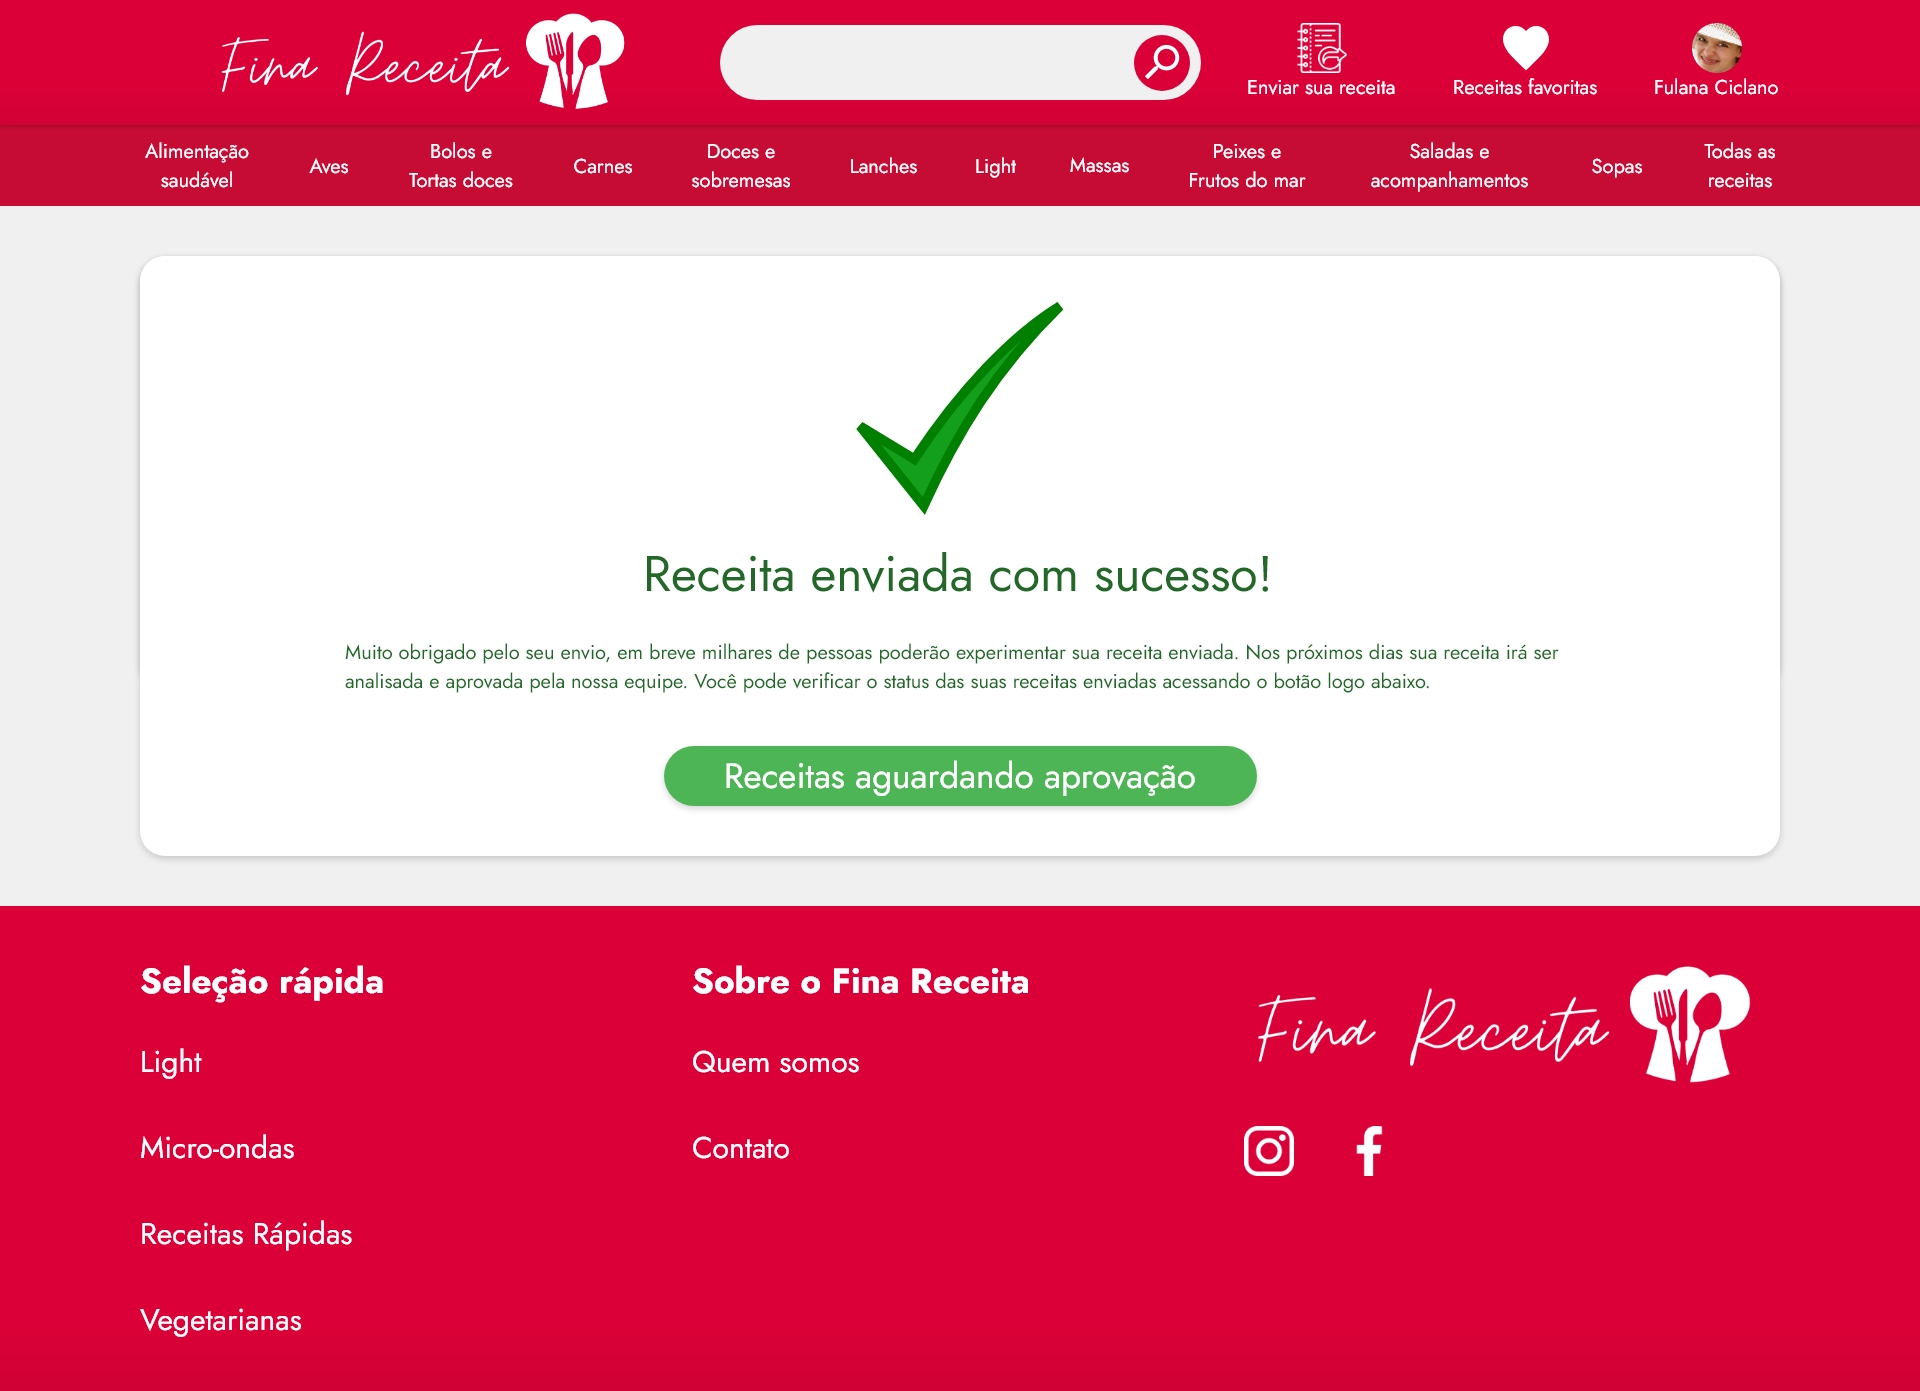 Fina Receita
Enviar sua receita
Receitas favoritas
Fulana Ciclano
Alimentação
saudável
Aves
Bolos e
Tortas doces
Carnes
Doces e
sobremesas
Lanches
Light
Massas
Peixes e
Frutos do mar
Saladas e
acompanhamentos
Sopas
Todas as
receitas
Receita enviada com sucesso!
Muito obrigado pelo seu envio, em breve milhares de pessoas poderão experimentar sua receita enviada. Nos próximos dias sua receita irá ser
analisada e aprovada pela nossa equipe. Você pode verificar o status das suas receitas enviadas acessando o botão logo abaixo.
Receitas aguardando aprovação
Seleção rápida
Light
Micro-ondas
Receitas Rápidas
Vegetarianas
Sobre o Fina Receita
Quem somos
Contato
Fina Receita